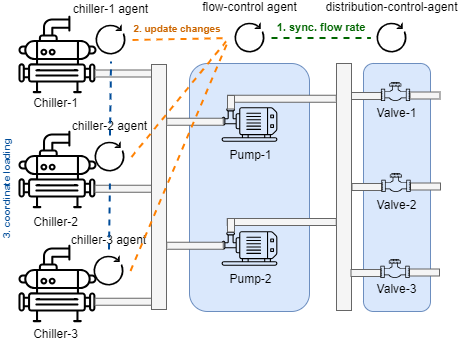 chiller-1 agent
flow-control agent
distribution-control-agent
2. update changes
1. sync. flow rate
Chiller-1
Valve-1
chiller-2 agent
Pump-1
3. coordinate loading
Chiller-2
Valve-2
chiller-3 agent
Pump-2
Valve-3
Chiller-3